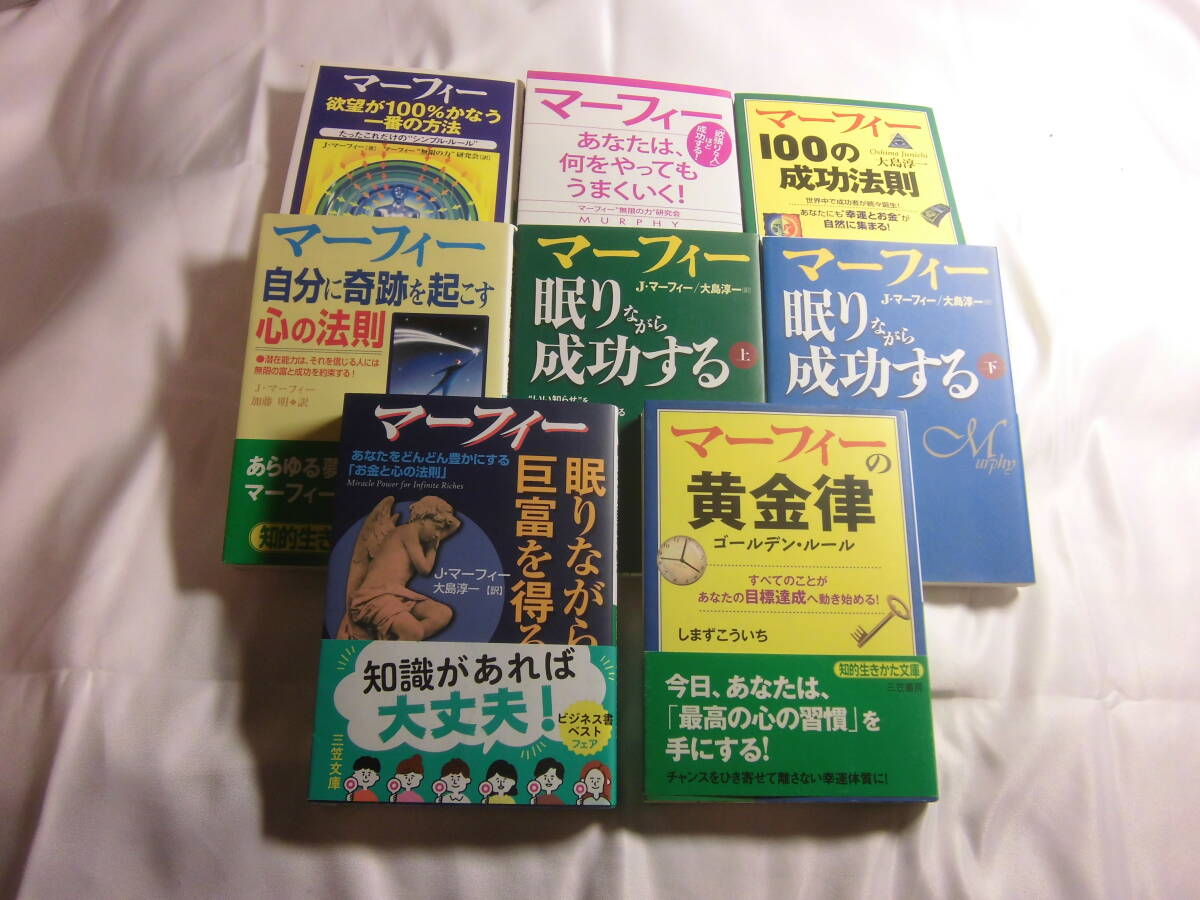 マーフィー
欲望が100%かなう
一番の方法
たったこれだけの"シンプル・ルール"
J・マーフィー[著] マーフィー"無限の力"研究会[訳]
マーフィー
"欲張りな人"ほど
成功する!
あなたは、
何をやっても
うまくいく!
マーフィー"無限の力"研究会
MURPHY
マーフィー
100の
成功法則
Oshima Junichi
大島淳一
世界中で成功者が続々誕生!
あなたにも"幸運とお金"が
自然に集まる!
マーフィー
自分に奇跡を起こす
心の法則
●潜在能力は、それを信じる人には
無限の富と成功を約束する!
J・マーフィー
加藤 明◆訳
あらゆる夢
マーフィー
知的生き
マーフィー
J・マーフィー/大島淳一 訳
眠りながら
成功する 上
"いい知らせ"を
る
マーフィー
J・マーフィー/大島淳一
眠りながら
成功する 下
Murphy
マーフィー
あなたをどんどん豊かにする
「お金と心の法則」
Miracle Power for Infinite Riches
眠りながら
巨富を得る
J・マーフィー
大島淳一[訳]
知識があれば
大丈夫!
ビジネス書
ベスト
フェア
三笠文庫
マーフィーの
黄金律
ゴールデン・ルール
すべてのことが
あなたの目標達成へ動き始める!
しまずこういち
知的生きかた文庫
三笠書房
今日、あなたは、
「最高の心の習慣」を
手にする!
チャンスをひき寄せて離さない幸運体質に!